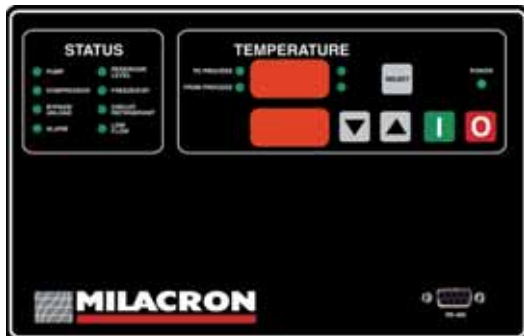 STATUS
PUMP
RESERVOIR
LEVEL
COMPRESSOR
FREEZESTAT
BYPASS
UNLOAD
CIRCUIT
REFRIGERANT
ALARM
LOW
FLOW
TEMPERATURE
TO PROCESS
FROM PROCESS
SELECT
POWER
I
O
MILACRON